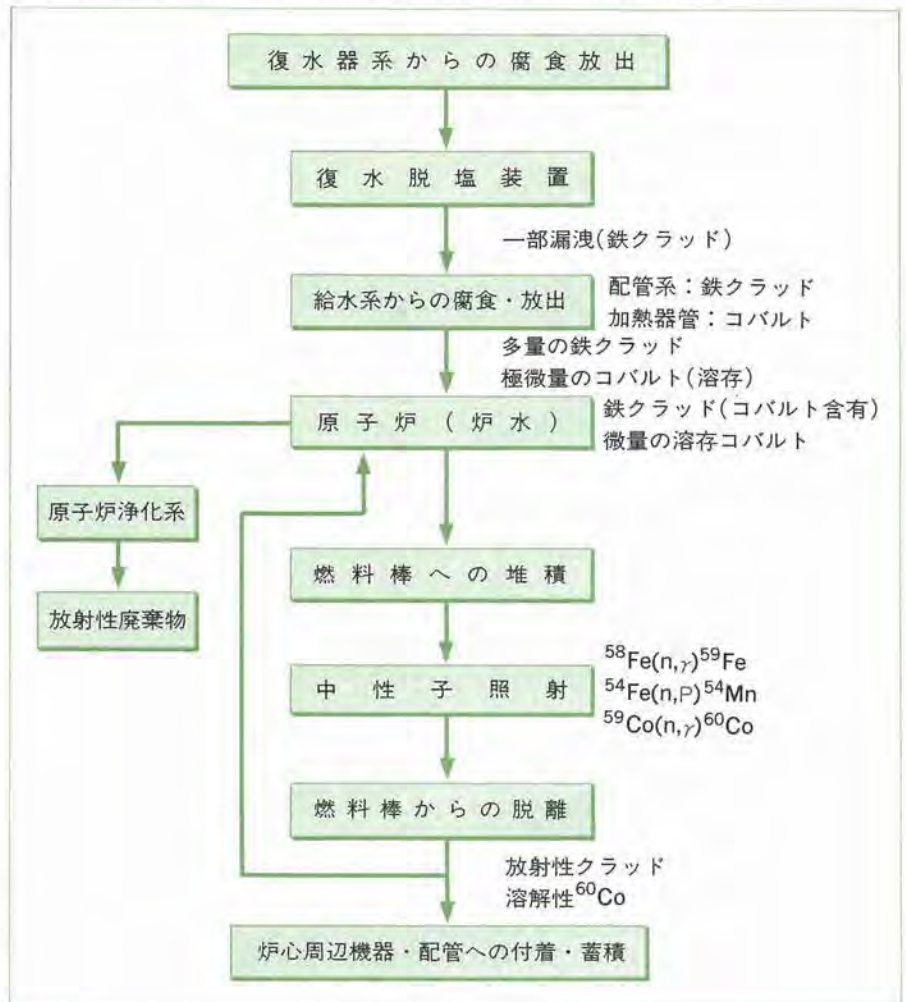 復水器系からの腐食放出
復水脱塩装置
一部漏洩(鉄クラッド)
給水系からの腐食・放出
配管系：鉄クラッド
加熱器管：コバルト
多量の鉄クラッド
極微量のコバルト(溶存)
原子炉(炉水)
鉄クラッド(コバルト含有)
微量の溶存コバルト
原子炉浄化系
放射性廃棄物
燃料棒への堆積
中性子照射
⁵⁸Fe(n,γ)⁵⁹Fe
⁵⁴Fe(n,P)⁵⁴Mn
⁵⁹Co(n,γ)⁶⁰Co
燃料棒からの脱離
放射性クラッド
溶解性⁶⁰Co
炉心周辺機器・配管への付着・蓄積